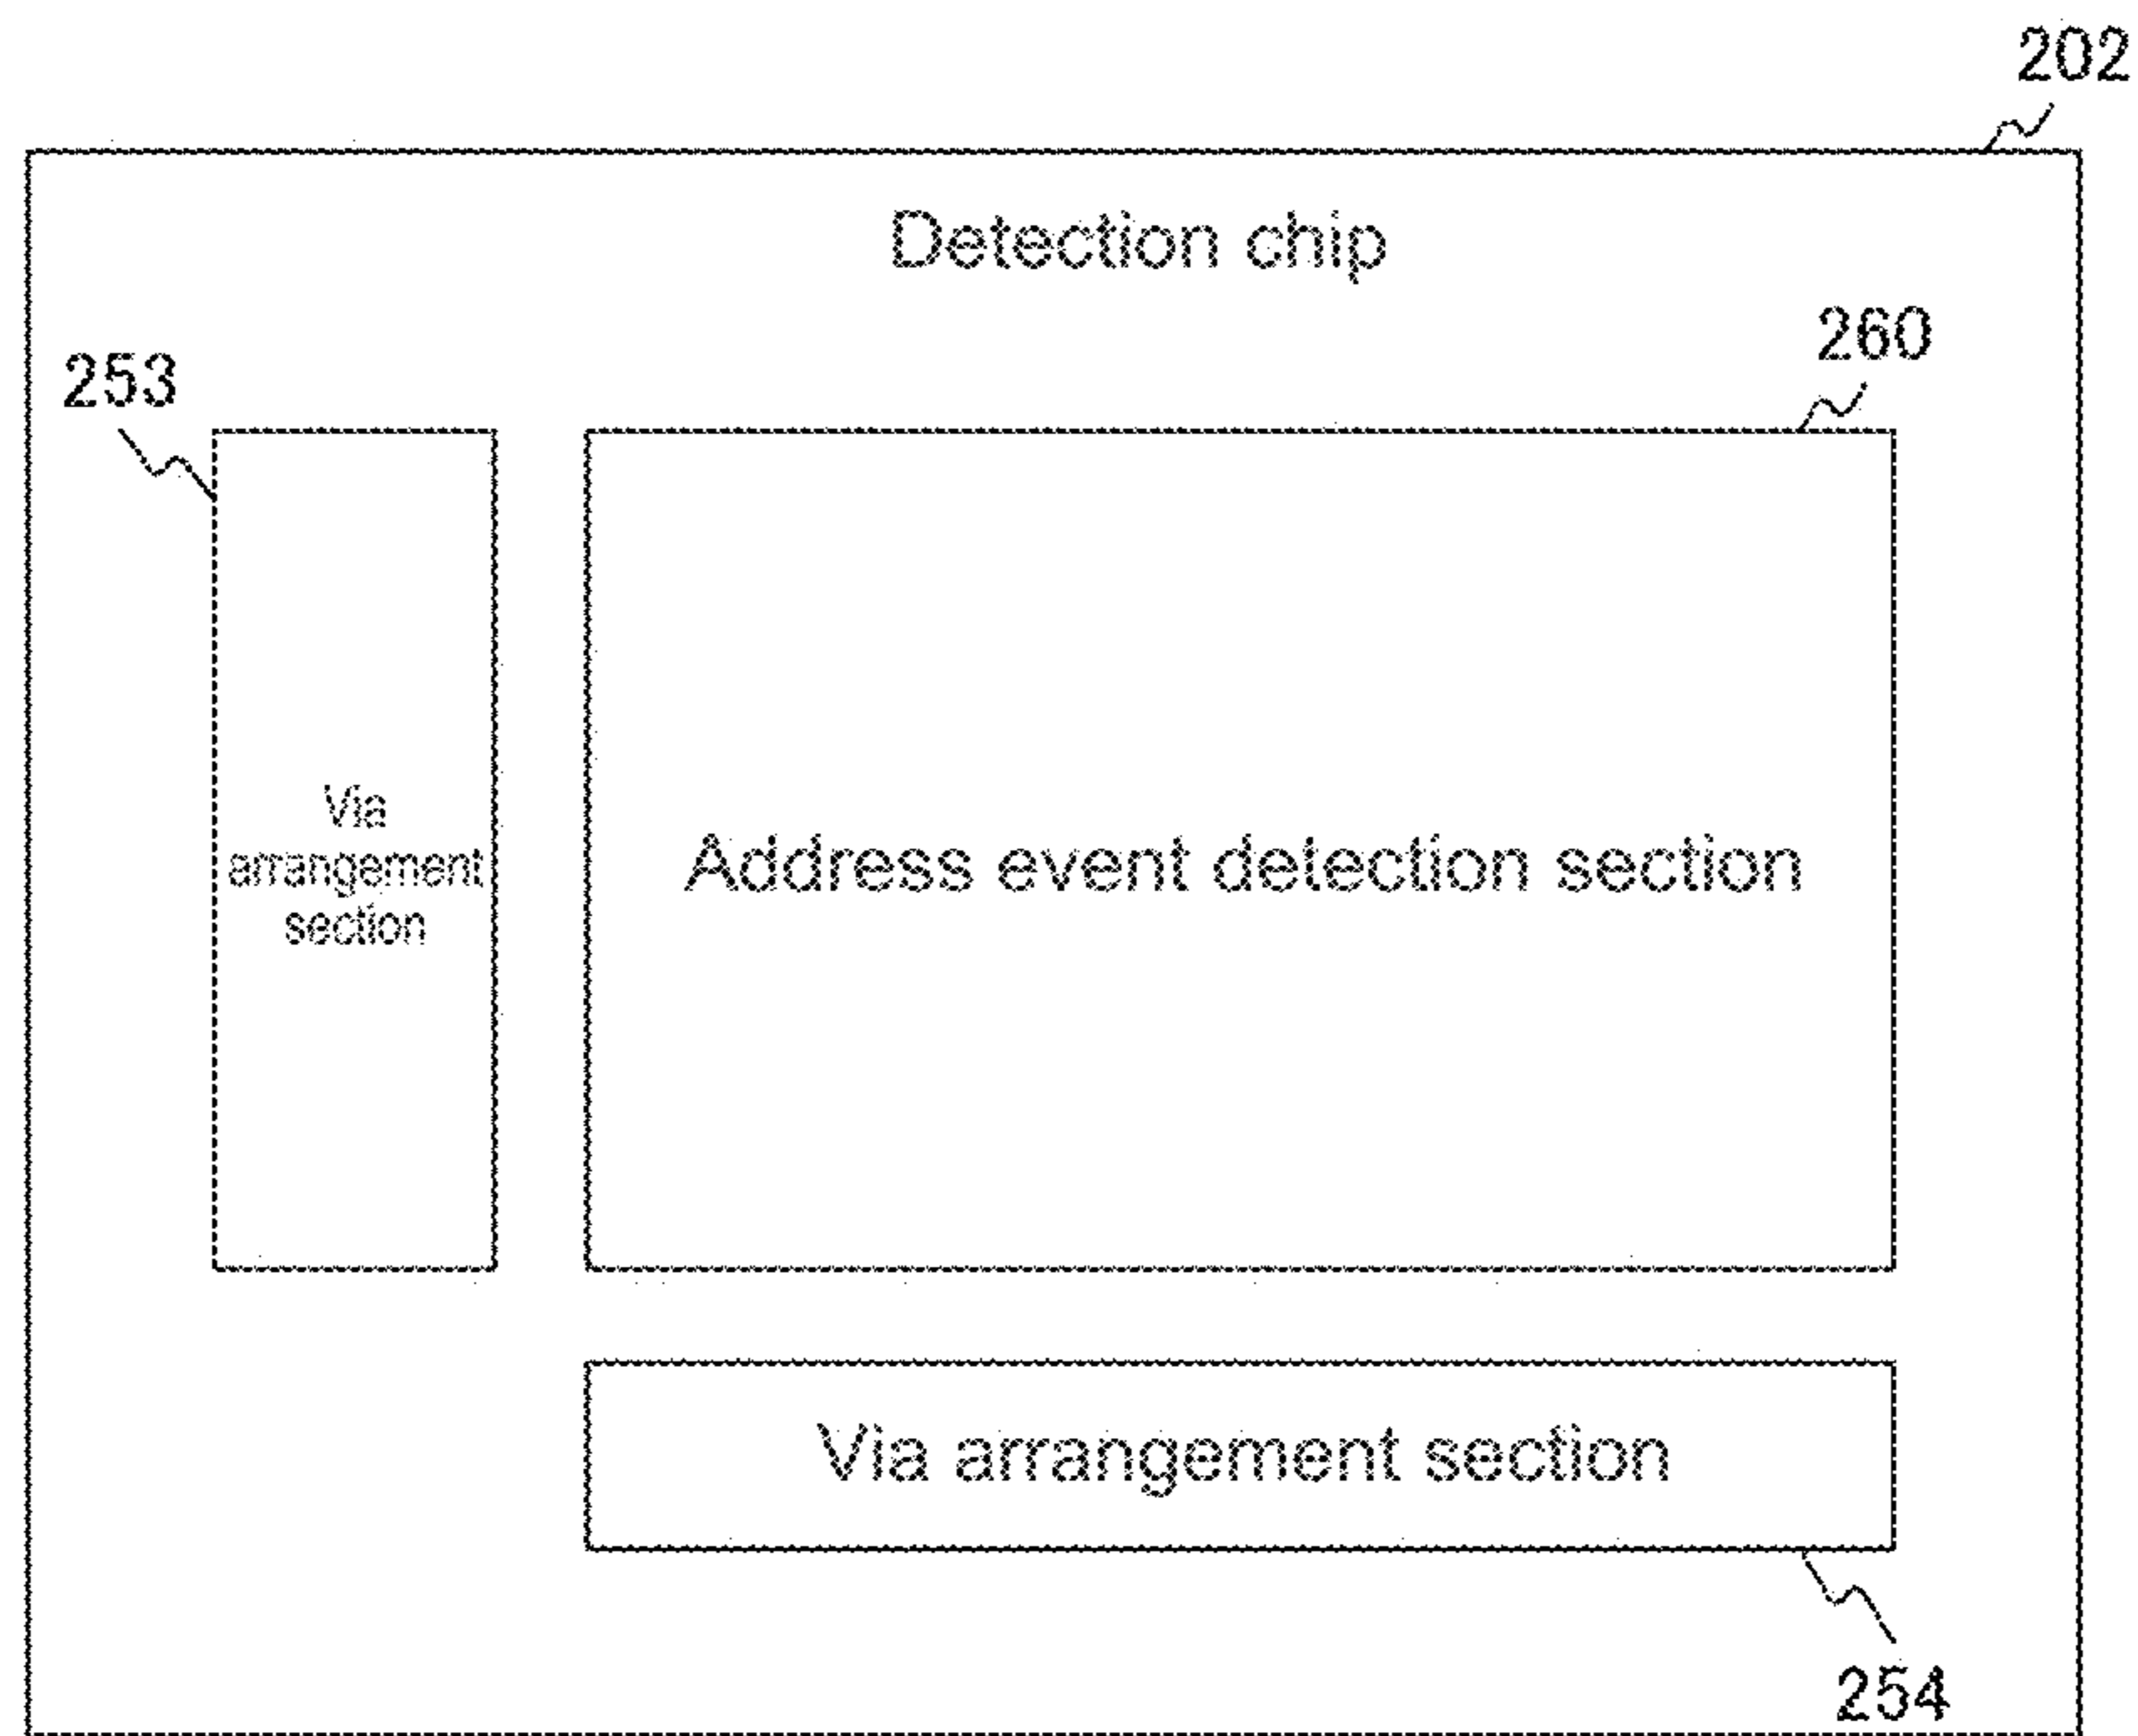 202
Detection chip
260
253
Via
arrangement
section
Address event detection section
Via arrangement section
254